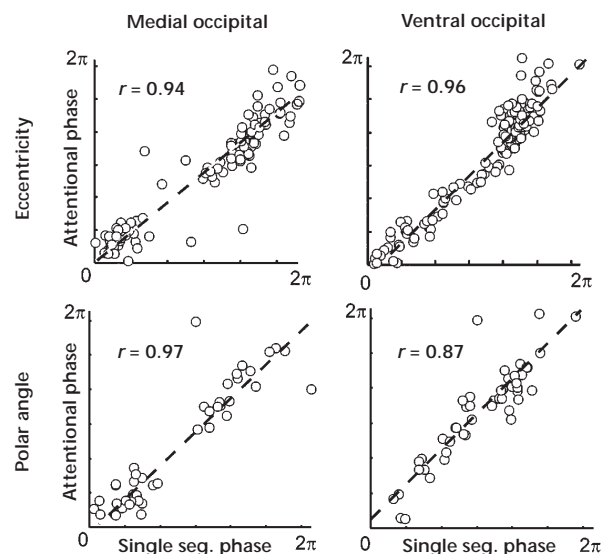 Medial occipital
Ventral occipital
Eccentricity
Attentional phase
2π
r = 0.94
0
2π
2π
r = 0.96
0
2π
Polar angle
Attentional phase
2π
r = 0.97
0
Single seg. phase
2π
2π
r = 0.87
0
Single seg. phase
2π